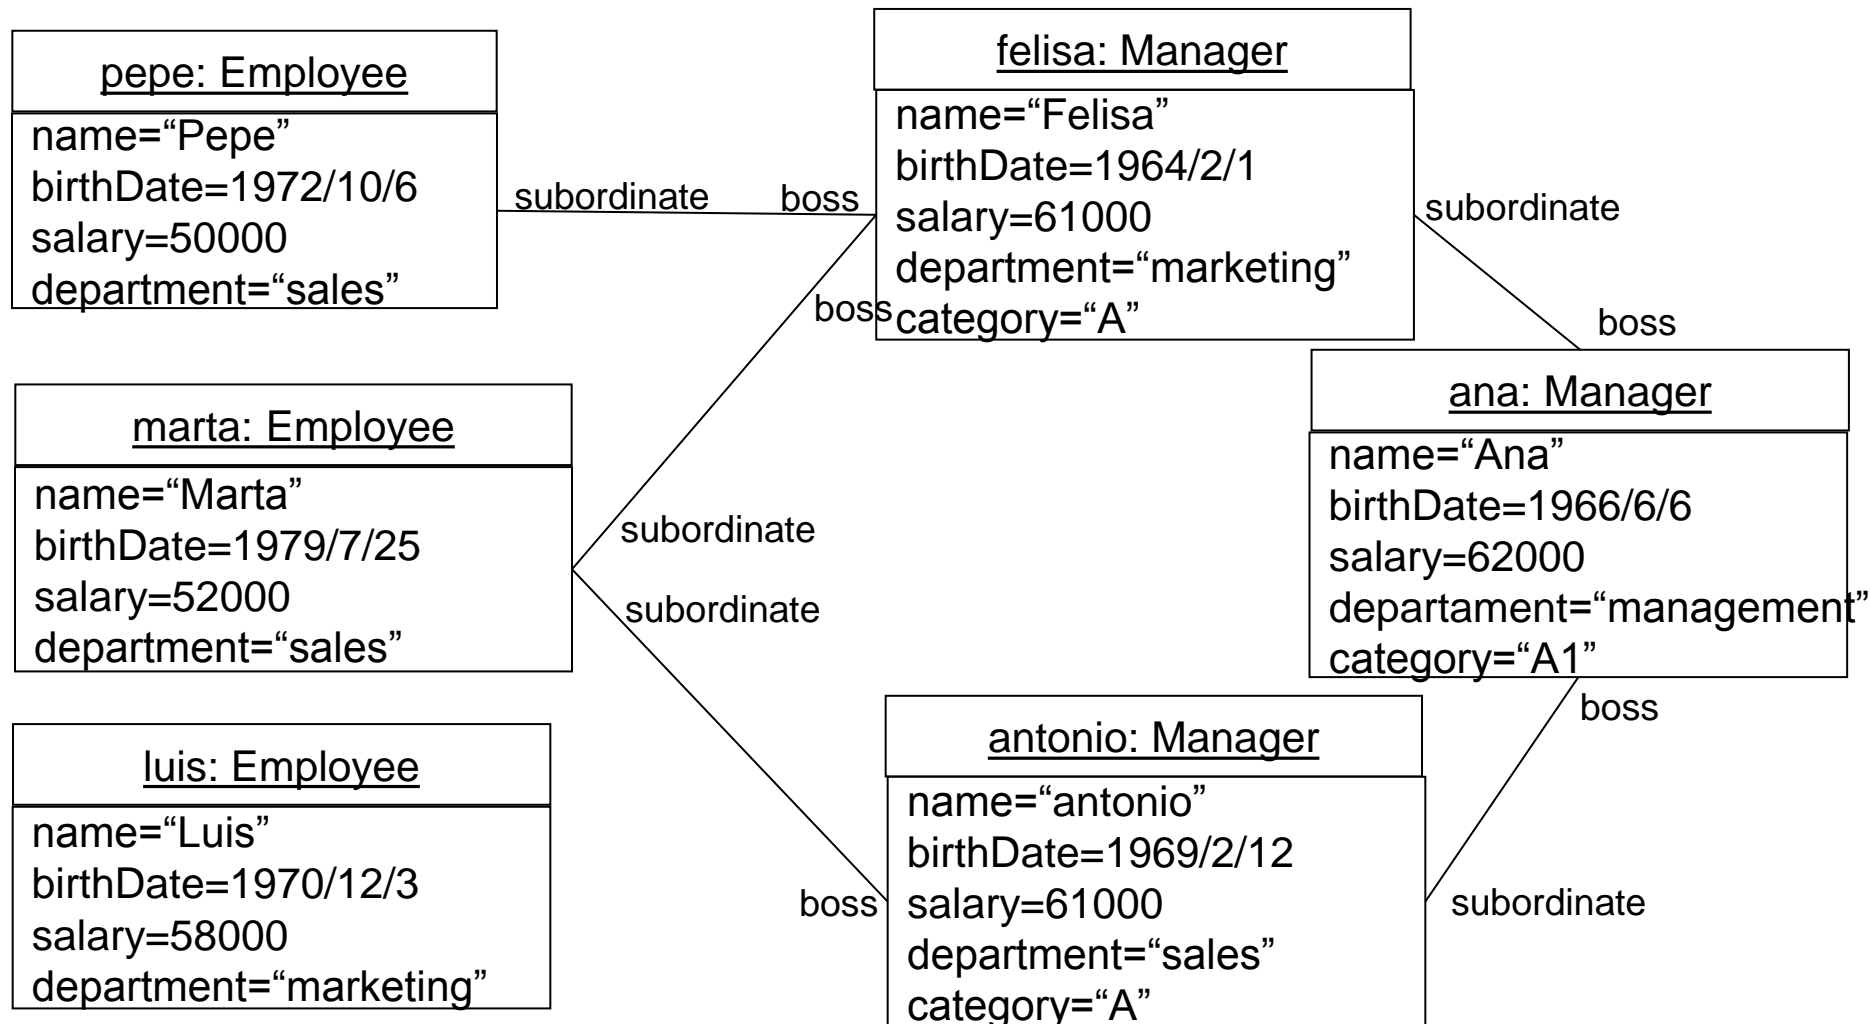 pepe: Employee
name=“Pepe”
birthDate=1972/10/6
salary=50000
department=“sales”
subordinate
boss
felisa: Manager
name=“Felisa”
birthDate=1964/2/1
salary=61000
department=“marketing”
category=“A”
subordinate
boss
boss
subordinate
marta: Employee
name=“Marta”
birthDate=1979/7/25
salary=52000
department=“sales”
subordinate
boss
ana: Manager
name=“Ana”
birthDate=1966/6/6
salary=62000
departament=“management”
category=“A1”
boss
subordinate
luis: Employee
name=“Luis”
birthDate=1970/12/3
salary=58000
department=“marketing”
antonio: Manager
name=“antonio”
birthDate=1969/2/12
salary=61000
department=“sales”
category=“A”